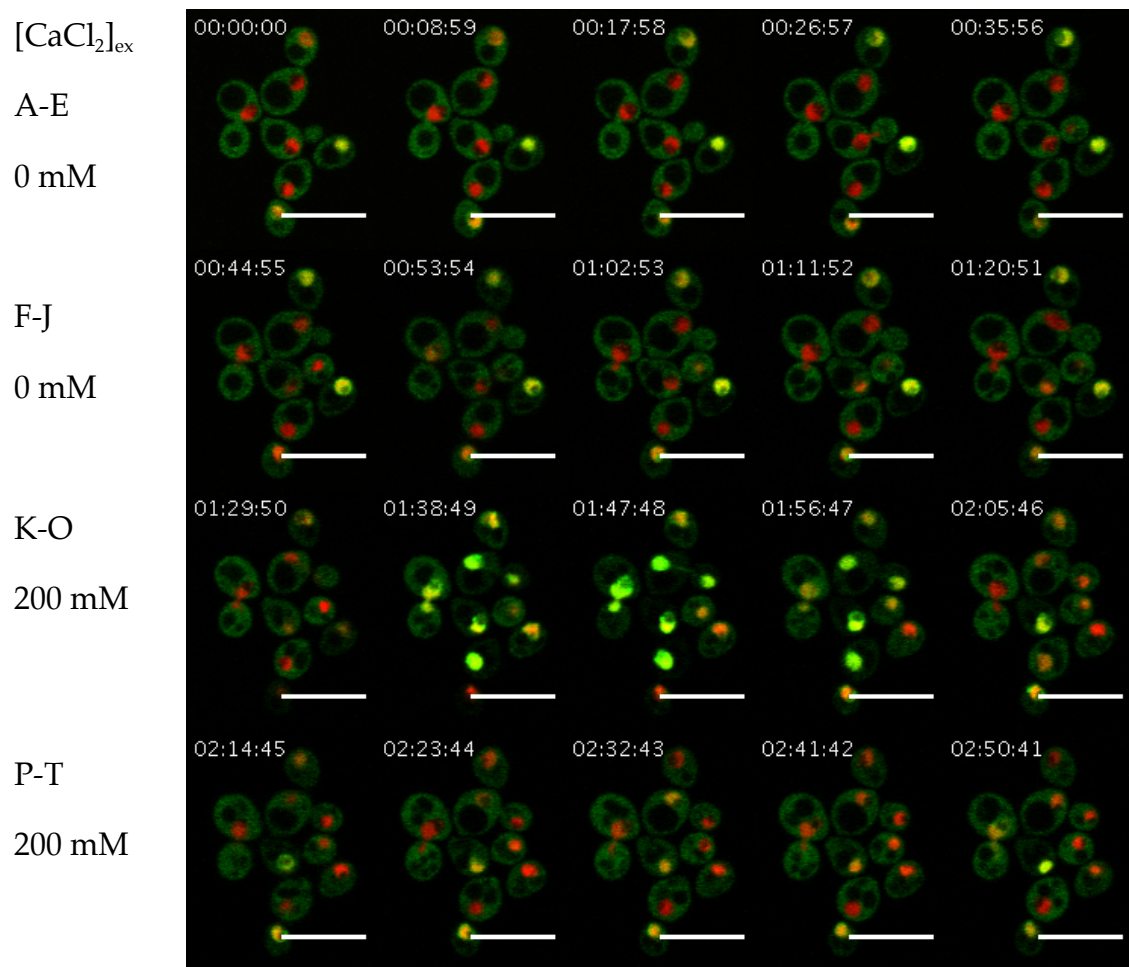 [CaCl₂]ex
A-E
0 mM
00:00:00 00:08:59 00:17:58 00:26:57 00:35:56
F-J
0 mM
00:44:55 00:53:54 01:02:53 01:11:52 01:20:51
K-O
200 mM
01:29:50 01:38:49 01:47:48 01:56:47 02:05:46
P-T
200 mM
02:14:45 02:23:44 02:32:43 02:41:42 02:50:41